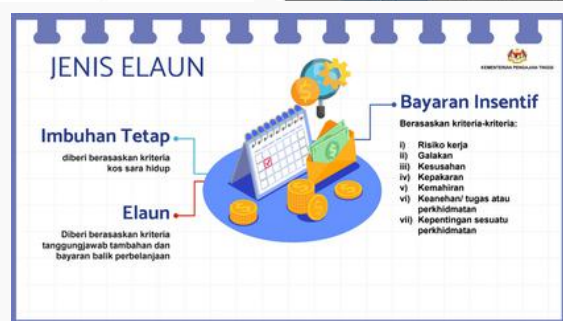 JENIS ELAUN
KEMENTERIAN PENGAJIAN TINGGI
Imbuhan Tetap
diberi berasaskan kriteria
kos sara hidup
Elaun
Diberi berasaskan kriteria
tanggungjawab tambahan dan
bayaran balik perbelanjaan
Bayaran Insentif
Berasaskan kriteria-kriteria:
i) Risiko kerja
ii) Galakan
iii) Kesusahan
iv) Kepakaran
v) Kemahiran
vi) Keanehan/ tugas atau
perkhidmatan
vii) Kepentingan sesuatu
perkhidmatan